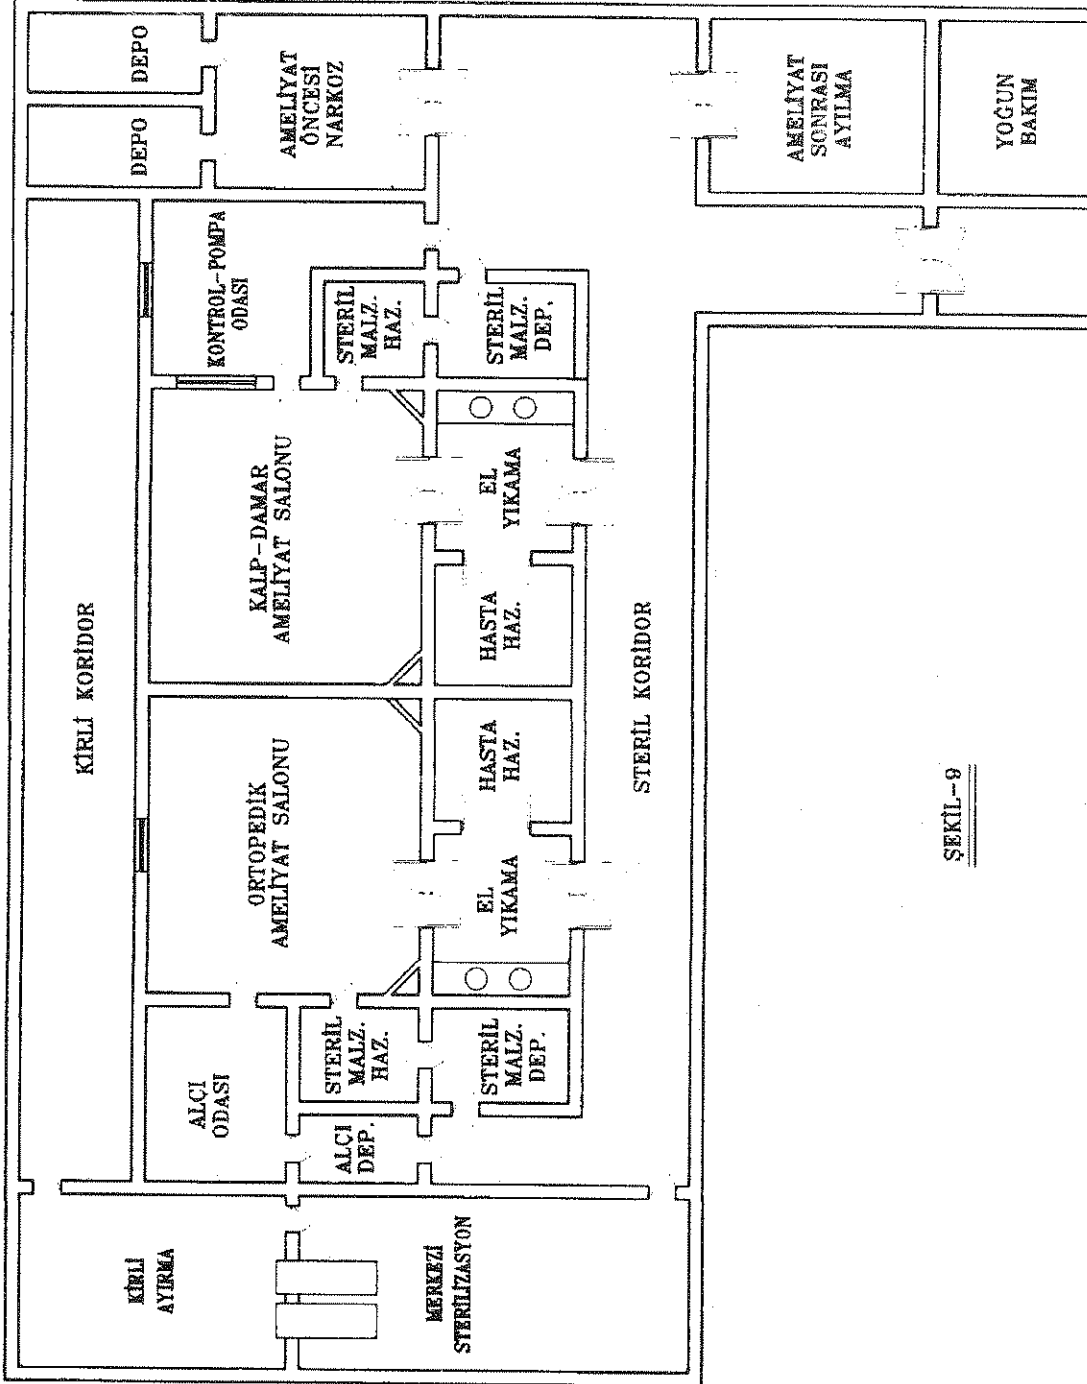 KİRLİ KORİDOR
DEPO
DEPO
KİRLİ
AYIRMA
ALÇI
ODASI
ORTOPEDİK
AMELİYAT SALONU
KALP-DAMAR
AMELİYAT SALONU
KONTROL-POMPA
ODASI
AMELİYAT
ÖNCESİ
NARKOZ
ALÇI
DEP.
STERİL
MALZ.
HAZ.
STERİL
MALZ.
HAZ.
MERKEZİ
STERİLİZASYON
STERİL
MALZ.
DEP.
EL
YIKAMA
HASTA
HAZ.
HASTA
HAZ.
EL
YIKAMA
STERİL
MALZ.
DEP.
STERİL KORİDOR
AMELİYAT
SONRASI
AYILMA
YOĞUN
BAKIM
ŞEKİL-9